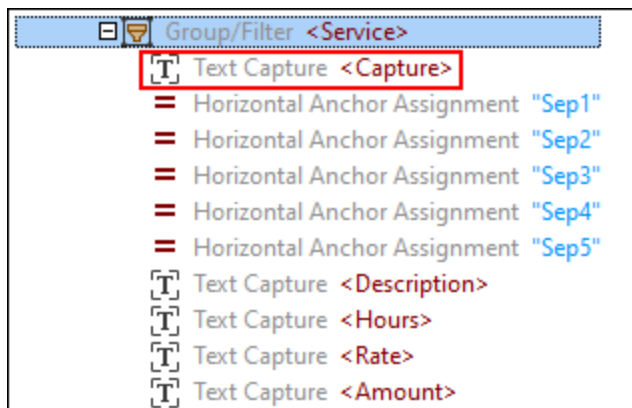 Group/Filter <Service>
Text Capture <Capture>
Horizontal Anchor Assignment "Sep1"
Horizontal Anchor Assignment "Sep2"
Horizontal Anchor Assignment "Sep3"
Horizontal Anchor Assignment "Sep4"
Horizontal Anchor Assignment "Sep5"
Text Capture <Description>
Text Capture <Hours>
Text Capture <Rate>
Text Capture <Amount>